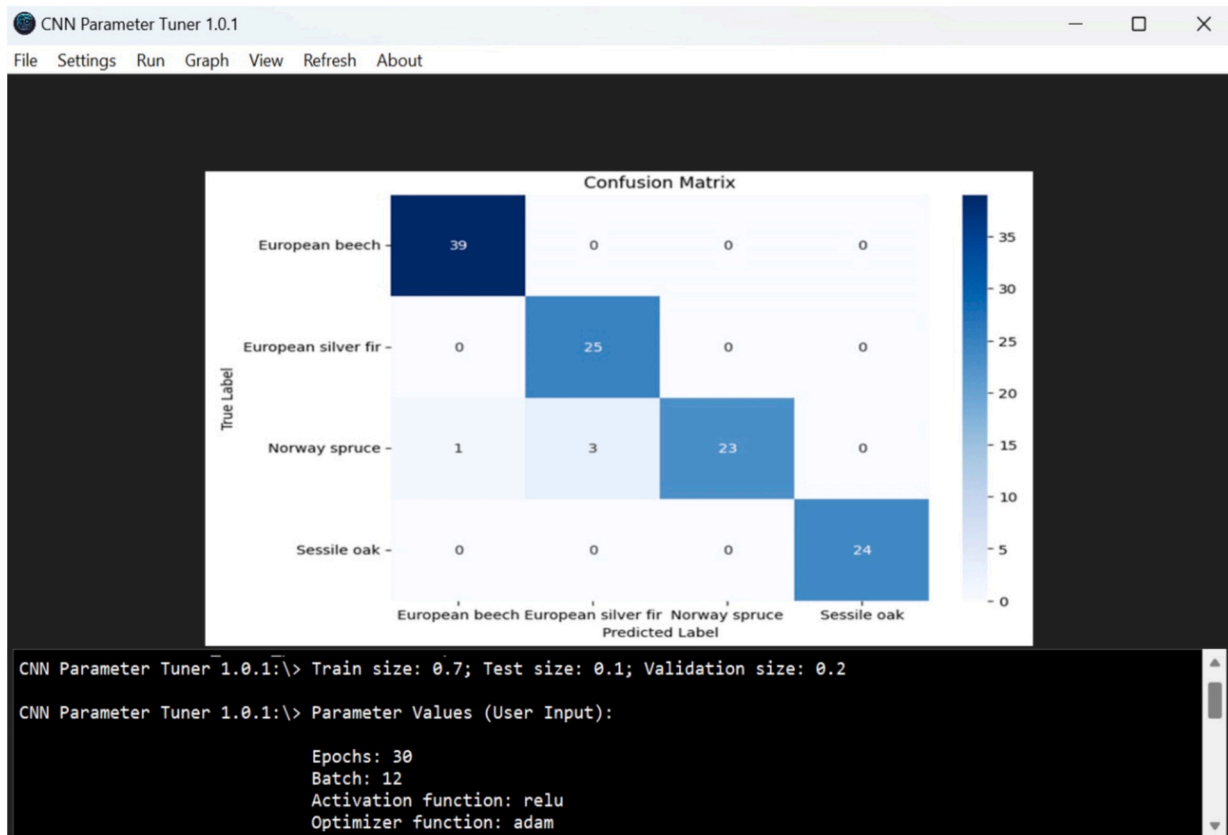 CNN Parameter Tuner 1.0.1
File Settings Run Graph View Refresh About
Confusion Matrix
European beech 39 0 0 0
European silver fir 0 25 0 0
Norway spruce 1 3 23 0
Sessile oak 0 0 0 24
True Label
European beech European silver fir Norway spruce Sessile oak
Predicted Label
35
30
25
20
15
10
5
0
CNN Parameter Tuner 1.0.1:\> Train size: 0.7; Test size: 0.1; Validation size: 0.2
CNN Parameter Tuner 1.0.1:\> Parameter Values (User Input):
Epochs: 30
Batch: 12
Activation function: relu
Optimizer function: adam